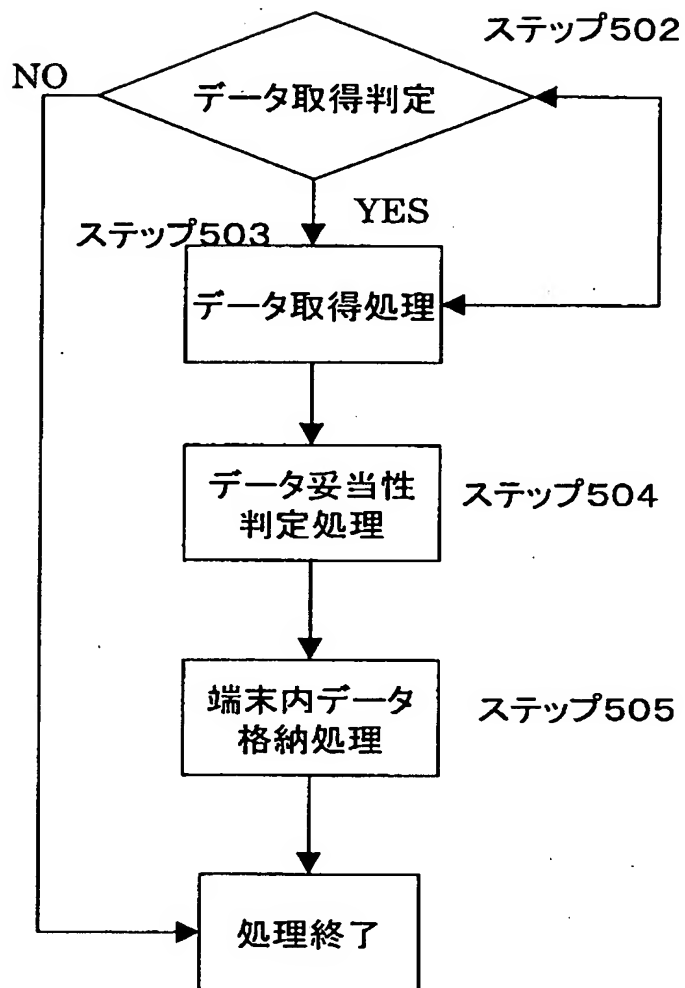 ステップ502
NO
データ取得判定
YES
ステップ503
データ取得処理
データ妥当性
判定処理
ステップ504
端末内データ
格納処理
ステップ505
処理終了